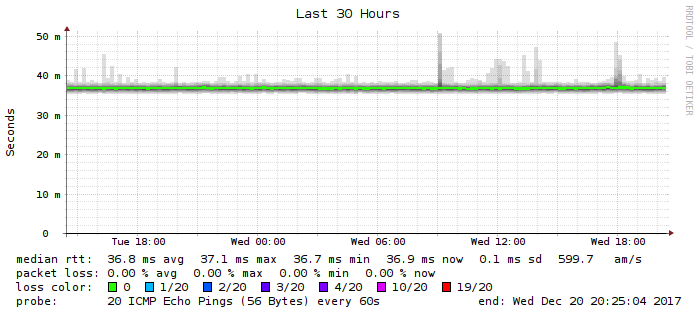 Last 30 Hours
RRDTOOL / TOBI OETIKER
Seconds
50 m
40 m
30 m
20 m
10 m
0
Tue 18:00 Wed 00:00 Wed 06:00 Wed 12:00 Wed 18:00
median rtt: 36.8 ms avg 37.1 ms max 36.7 ms min 36.9 ms now 0.1 ms sd 599.7 am/s
packet loss: 0.00 % avg 0.00 % max 0.00 % min 0.00 % now
loss color: 0 1/20 2/20 3/20 4/20 10/20 19/20
probe: 20 ICMP Echo Pings (56 Bytes) every 60s end: Wed Dec 20 20:25:04 2017